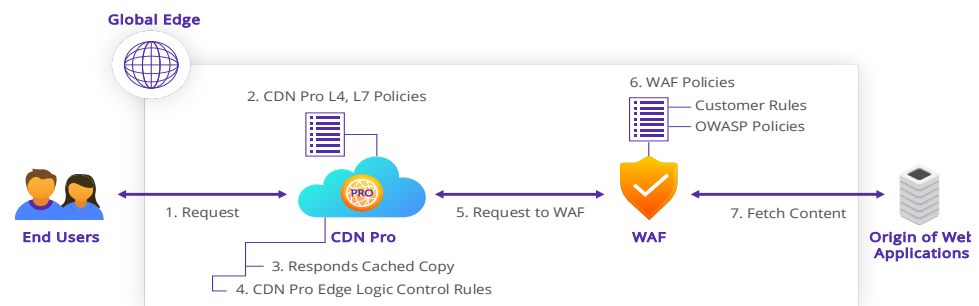 Global Edge
2. CDN Pro L4, L7 Policies
6. WAF Policies
Customer Rules
OWASP Policies
PRO
1. Request
5. Request to WAF
7. Fetch Content
End Users
CDN Pro
WAF
Origin of Web
Applications
3. Responds Cached Copy
4. CDN Pro Edge Logic Control Rules